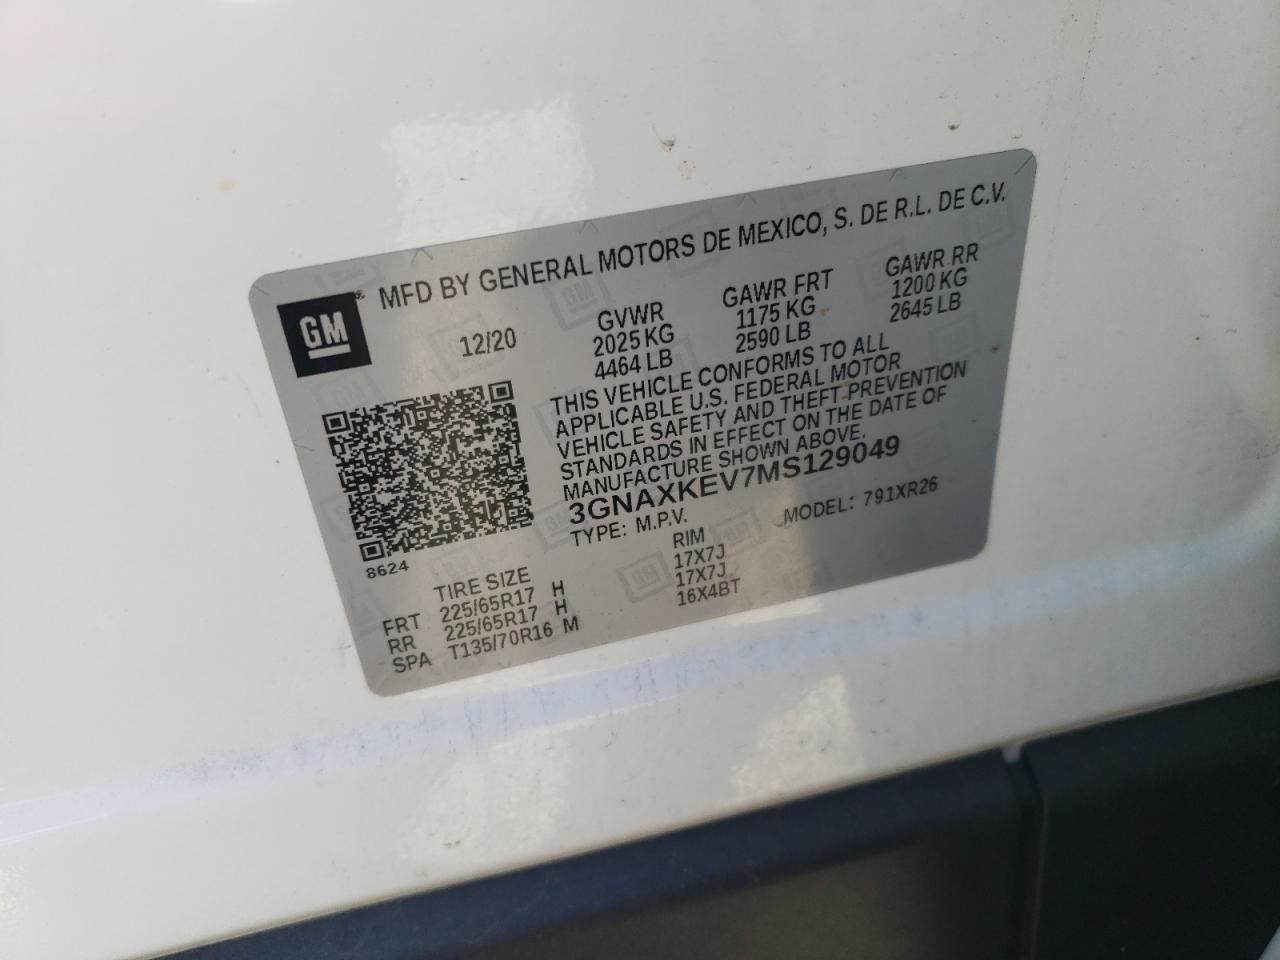 GM
MFD BY GENERAL MOTORS DE MEXICO, S. DE R.L. DE C.V.
12/20
GVWR
2025 KG
4464 LB
GAWR FRT
1175 KG
2590 LB
GAWR RR
1200 KG
2645 LB
THIS VEHICLE CONFORMS TO ALL
APPLICABLE U.S. FEDERAL MOTOR
VEHICLE SAFETY AND THEFT PREVENTION
STANDARDS IN EFFECT ON THE DATE OF
MANUFACTURE SHOWN ABOVE.
3GNAXKEV7MS129049
TYPE: M.P.V. MODEL: 791XR26
8624
TIRE SIZE RIM
FRT 225/65R17 H 17X7J
RR 225/65R17 H 17X7J
SPA T135/70R16 M 16X4BT